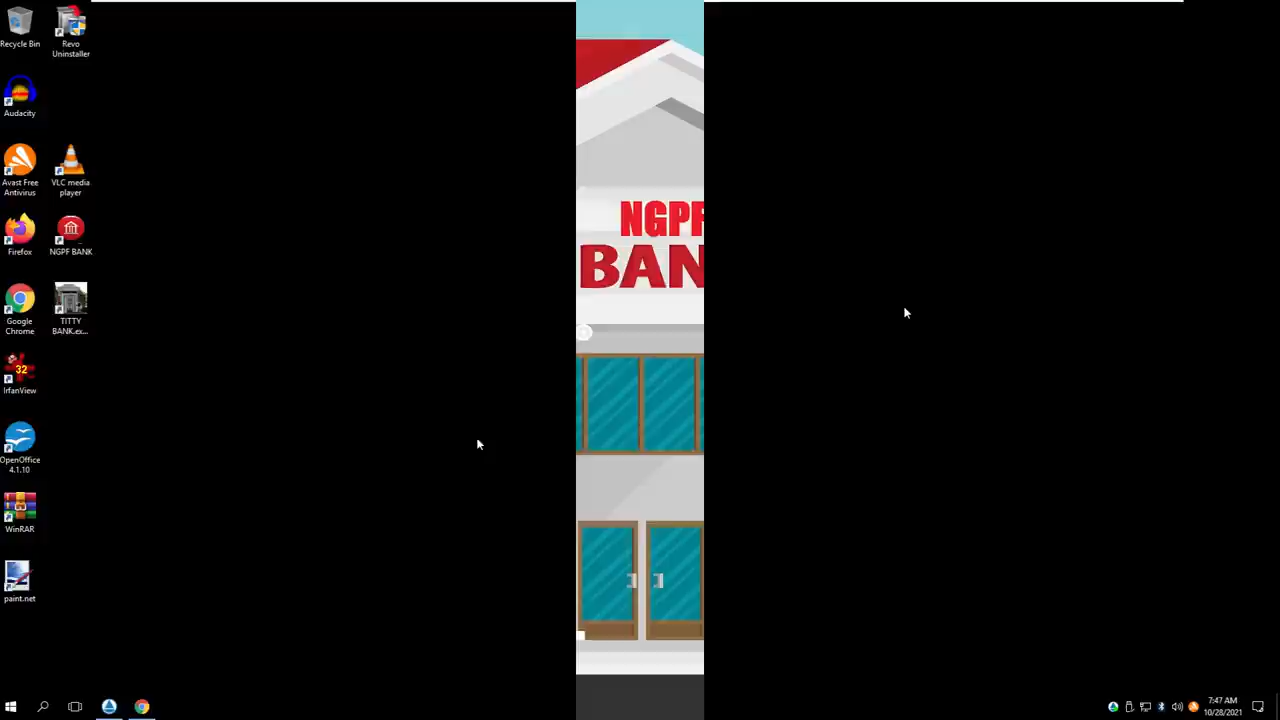 Recycle Bin
Revo
Uninstaller
Audacity
Avast Free
Antivirus
VLC media
player
Firefox
NGPF BANK
Google
Chrome
TiTTY
BANK.ex...
IrfanView
32
OpenOffice
4.1.10
WinRAR
paint.net
NGPF
BAN
7:47 AM
10/28/2021